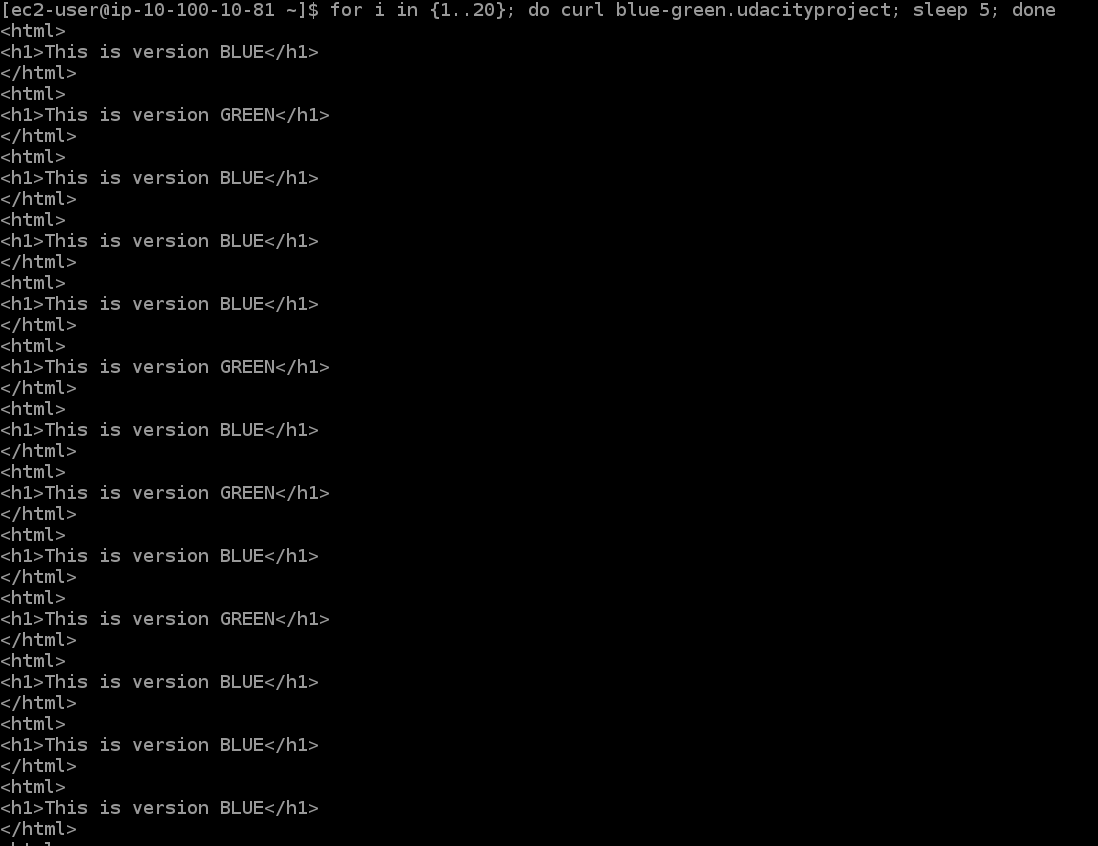 [ec2-user@ip-10-100-10-81 ~]$ for i in {1..20}; do curl blue-green.udacityproject; sleep 5; done
<html>
<h1>This is version BLUE</h1>
</html>
<html>
<h1>This is version GREEN</h1>
</html>
<html>
<h1>This is version BLUE</h1>
</html>
<html>
<h1>This is version BLUE</h1>
</html>
<html>
<h1>This is version BLUE</h1>
</html>
<html>
<h1>This is version GREEN</h1>
</html>
<html>
<h1>This is version BLUE</h1>
</html>
<html>
<h1>This is version GREEN</h1>
</html>
<html>
<h1>This is version BLUE</h1>
</html>
<html>
<h1>This is version GREEN</h1>
</html>
<html>
<h1>This is version BLUE</h1>
</html>
<html>
<h1>This is version BLUE</h1>
</html>
<html>
<h1>This is version BLUE</h1>
</html>